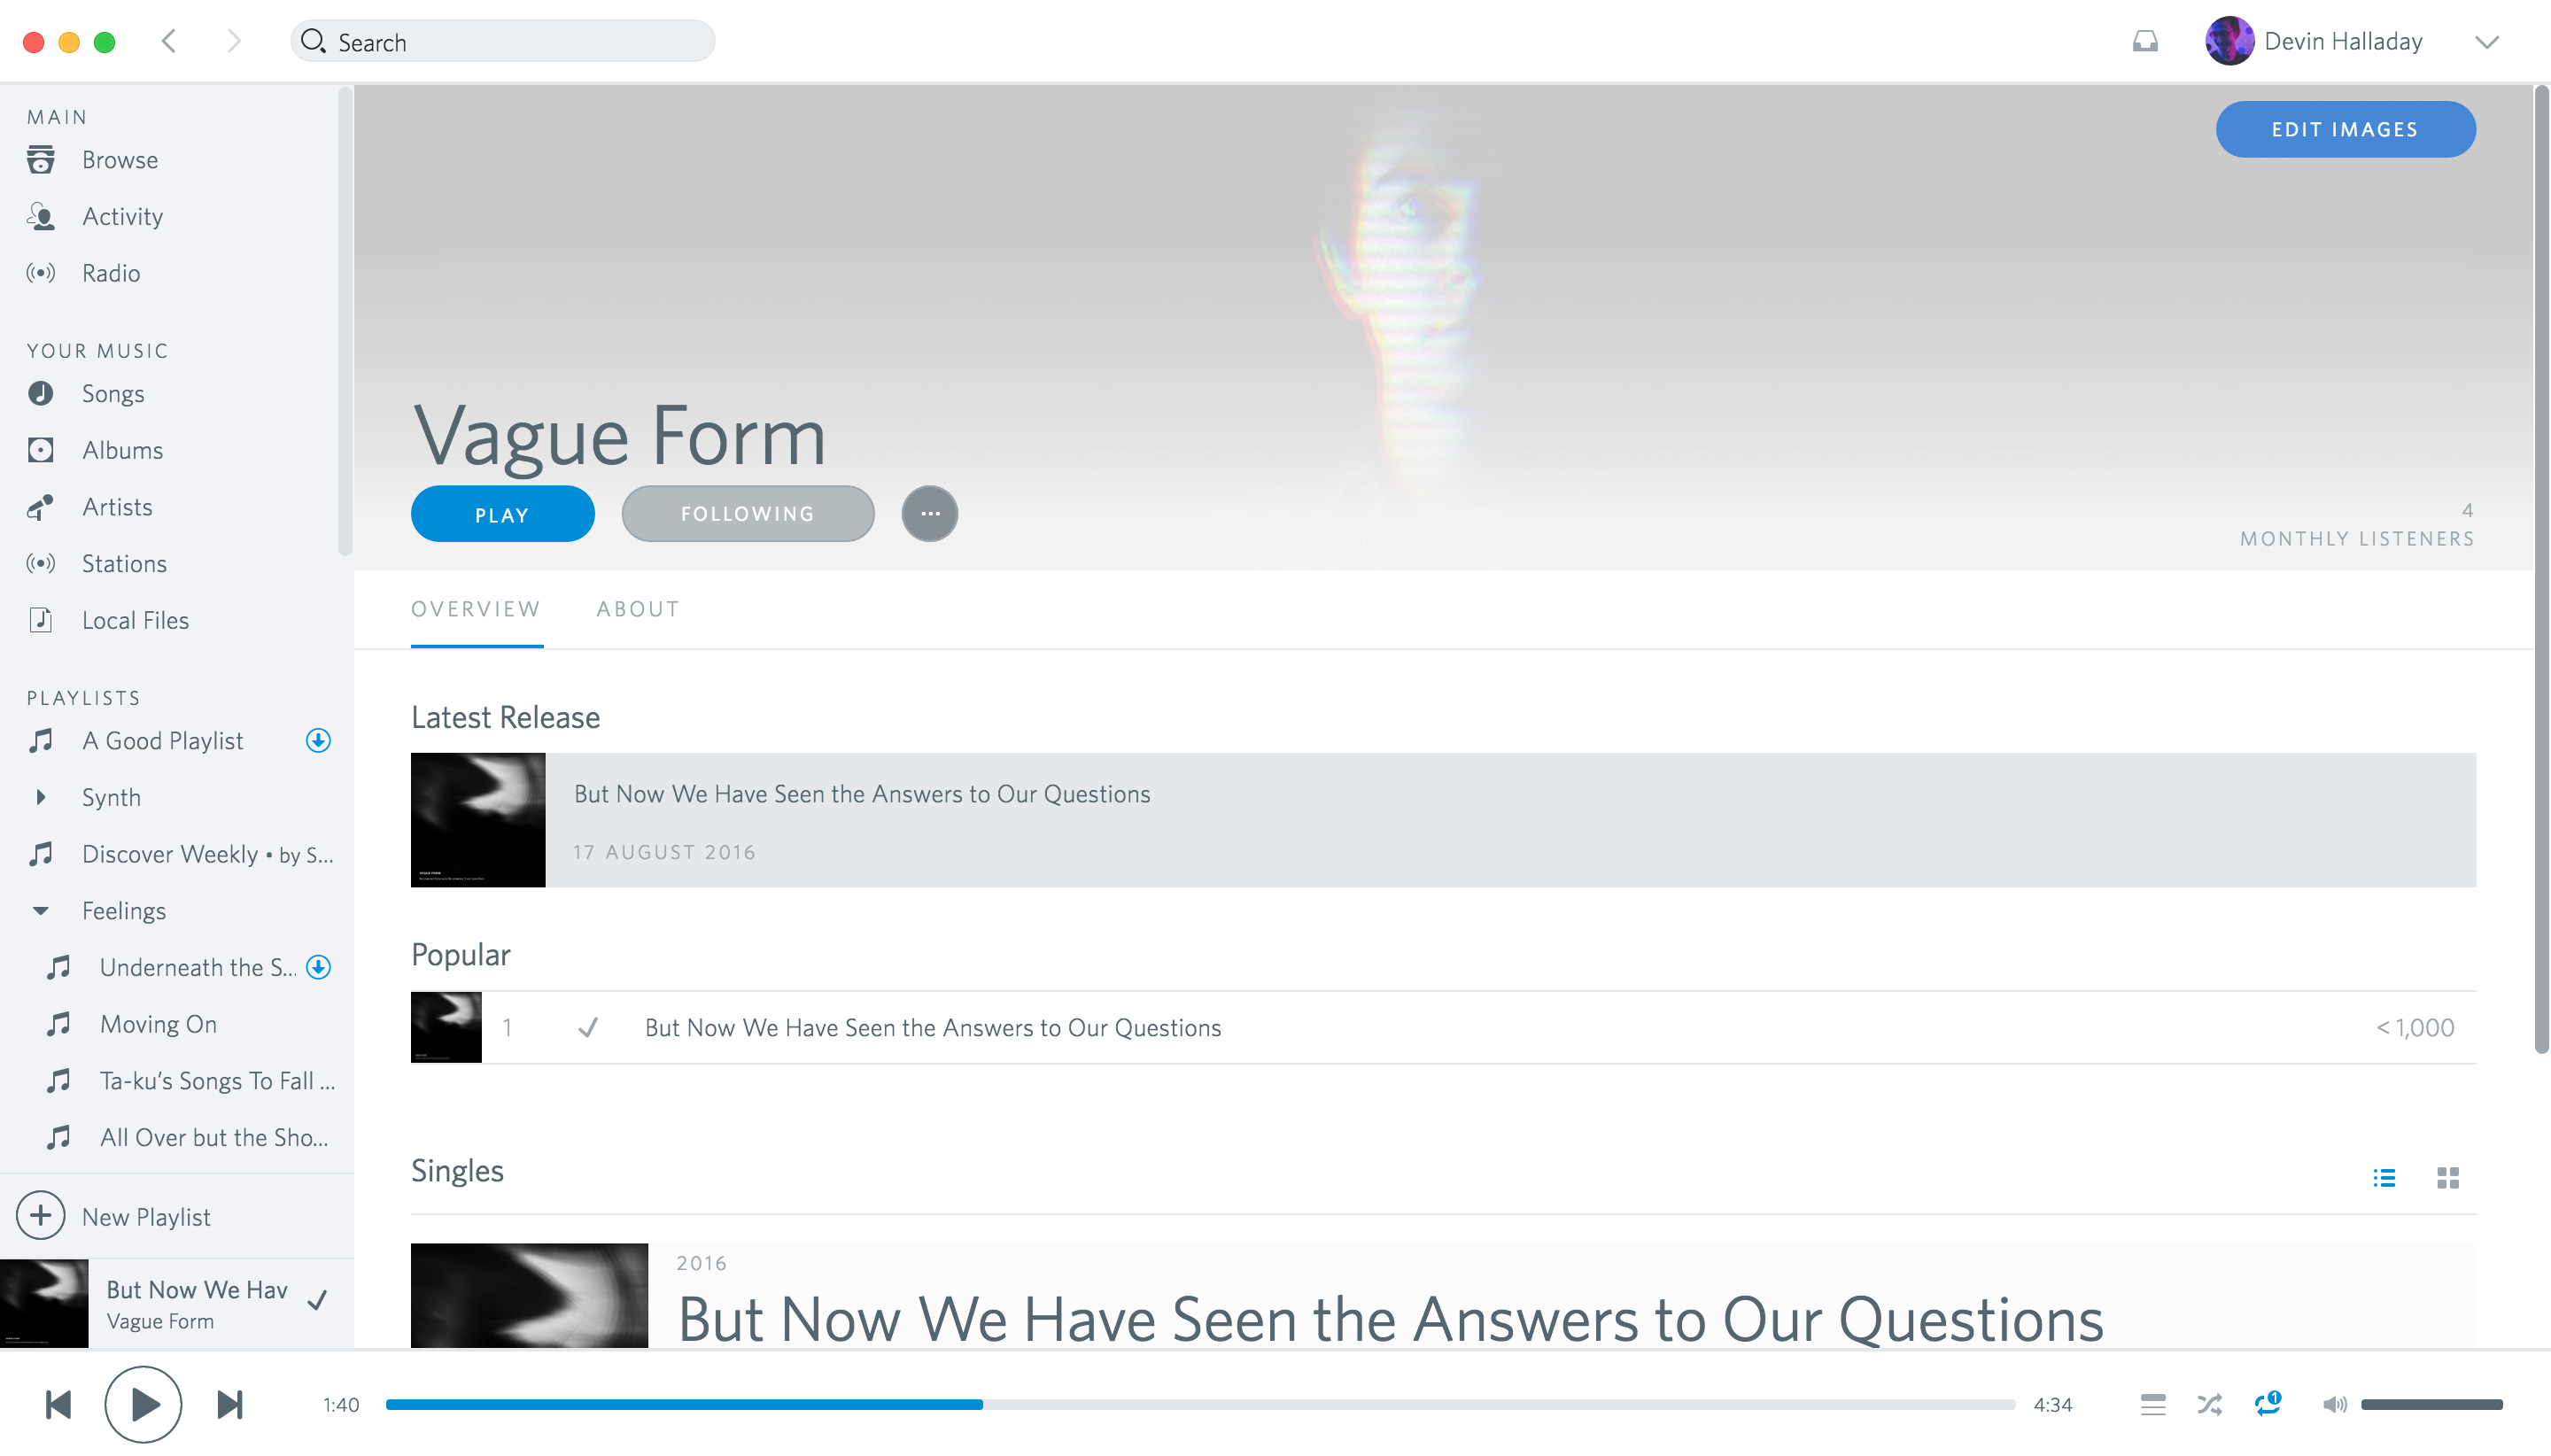 Search
Devin Halladay
MAIN
Browse
Activity
Radio
YOUR MUSIC
Songs
Albums
Artists
Stations
Local Files
PLAYLISTS
A Good Playlist
Synth
Discover Weekly • by S...
Feelings
Underneath the S...
Moving On
Ta-ku's Songs To Fall ...
All Over but the Sho...
New Playlist
But Now We Hav
Vague Form
EDIT IMAGES
Vague Form
PLAY
FOLLOWING
4
MONTHLY LISTENERS
OVERVIEW
ABOUT
Latest Release
But Now We Have Seen the Answers to Our Questions
17 AUGUST 2016
Popular
1
But Now We Have Seen the Answers to Our Questions
< 1,000
Singles
2016
But Now We Have Seen the Answers to Our Questions
1:40
4:34
1